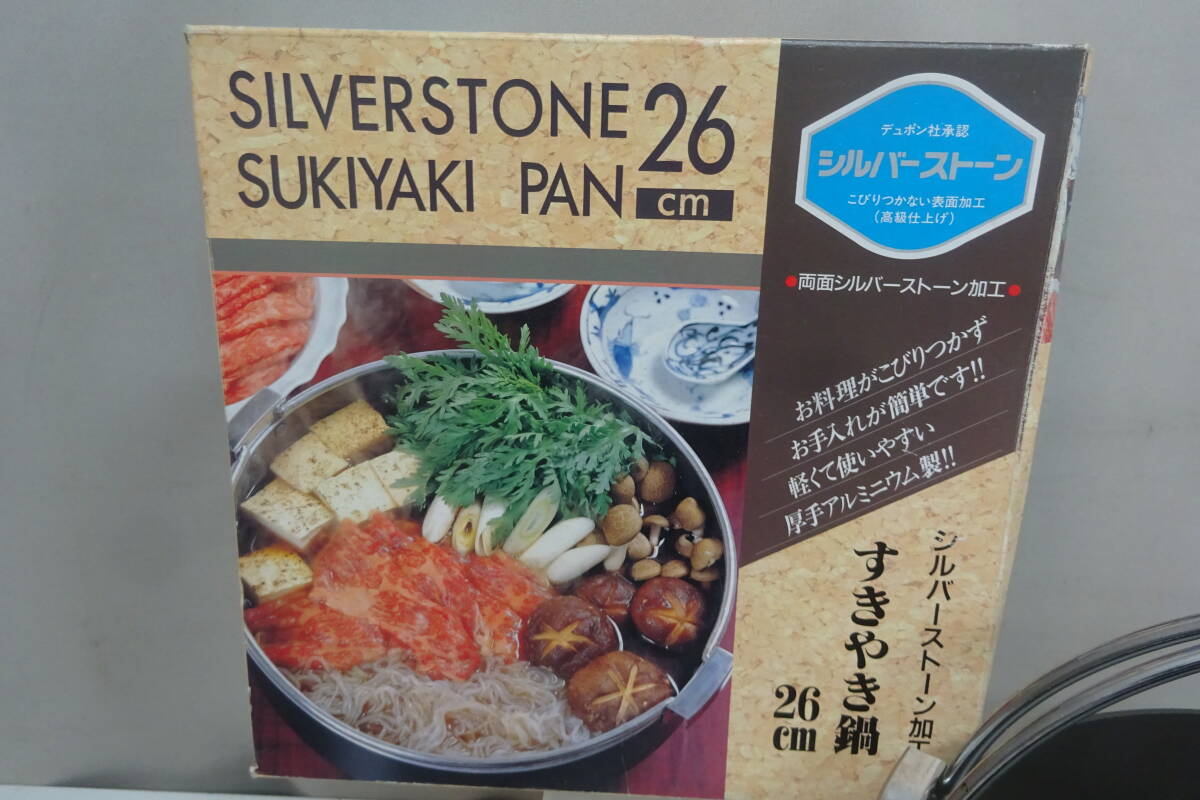 SILVERSTONE
SUKIYAKI PAN
26
cm
デュポン社承認
シルバーストーン
こびりつかない表面加工
(高級仕上げ)
●両面シルバーストーン加工●
お料理がこびりつかず
お手入れが簡単です!!
軽くて使いやすい
厚手アルミニウム製!!
シルバーストーン加工
すきやき鍋
26
cm